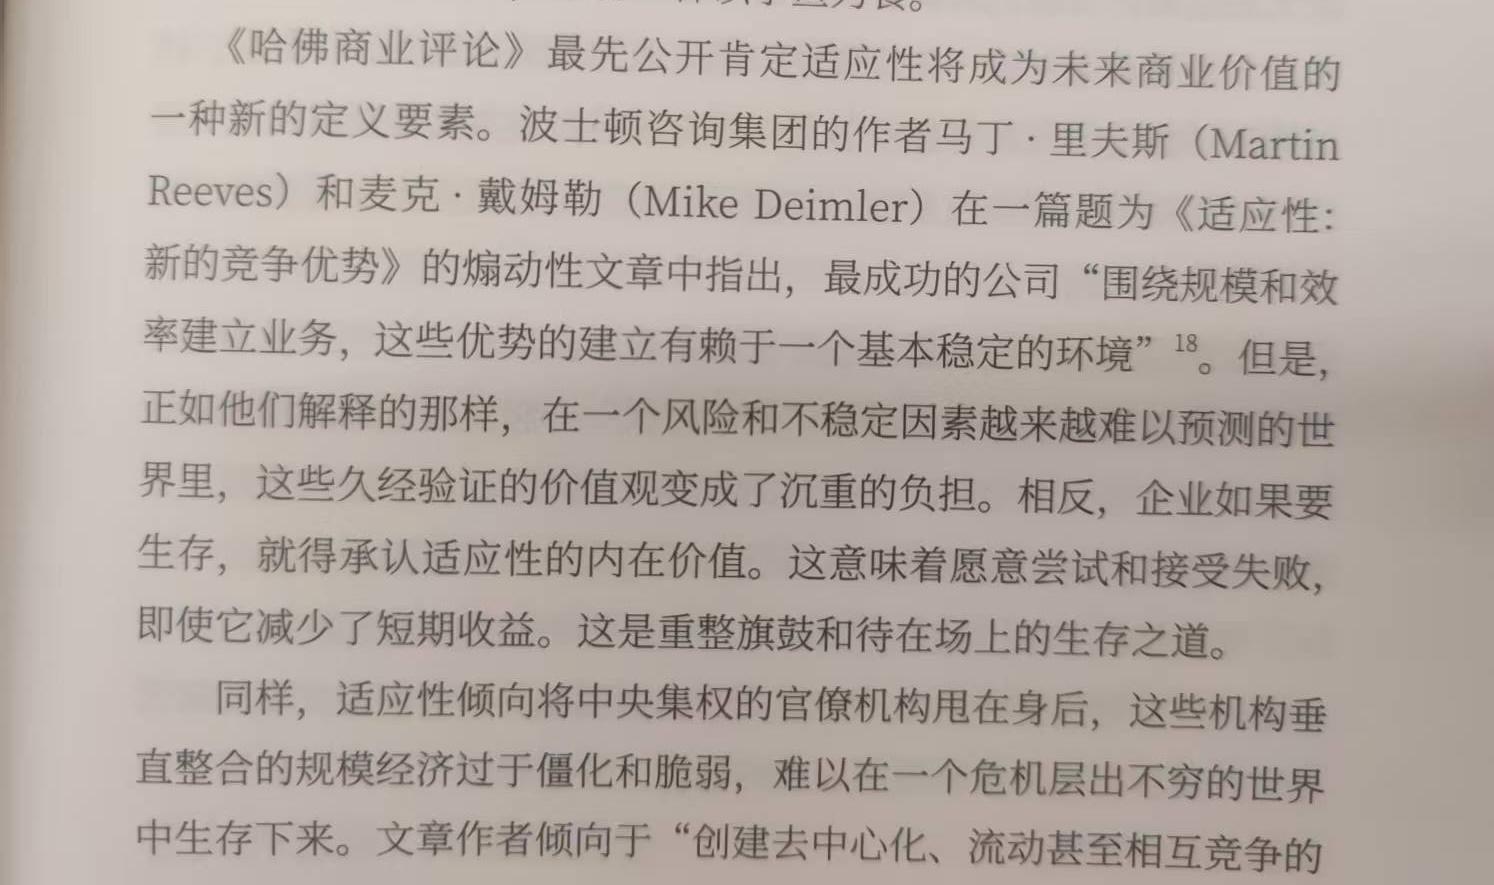 《哈佛商业评论》最先公开肯定适应性将成为未来商业价值的
一种新的定义要素。波士顿咨询集团的作者马丁·里夫斯（Martin
Reeves）和麦克·戴姆勒（Mike Deimler）在一篇题为《适应性：
新的竞争优势》的煽动性文章中指出，最成功的公司“围绕规模和效
率建立业务，这些优势的建立有赖于一个基本稳定的环境”18。但是，
正如他们解释的那样，在一个风险和不稳定因素越来越难以预测的世
界里，这些久经验证的价值观变成了沉重的负担。相反，企业如果要
生存，就得承认适应性的内在价值。这意味着愿意尝试和接受失败，
即使它减少了短期收益。这是重整旗鼓和待在场上的生存之道。
同样，适应性倾向将中央集权的官僚机构甩在身后，这些机构垂
直整合的规模经济过于僵化和脆弱，难以在一个危机层出不穷的世界
中生存下来。文章作者倾向于“创建去中心化、流动甚至相互竞争的